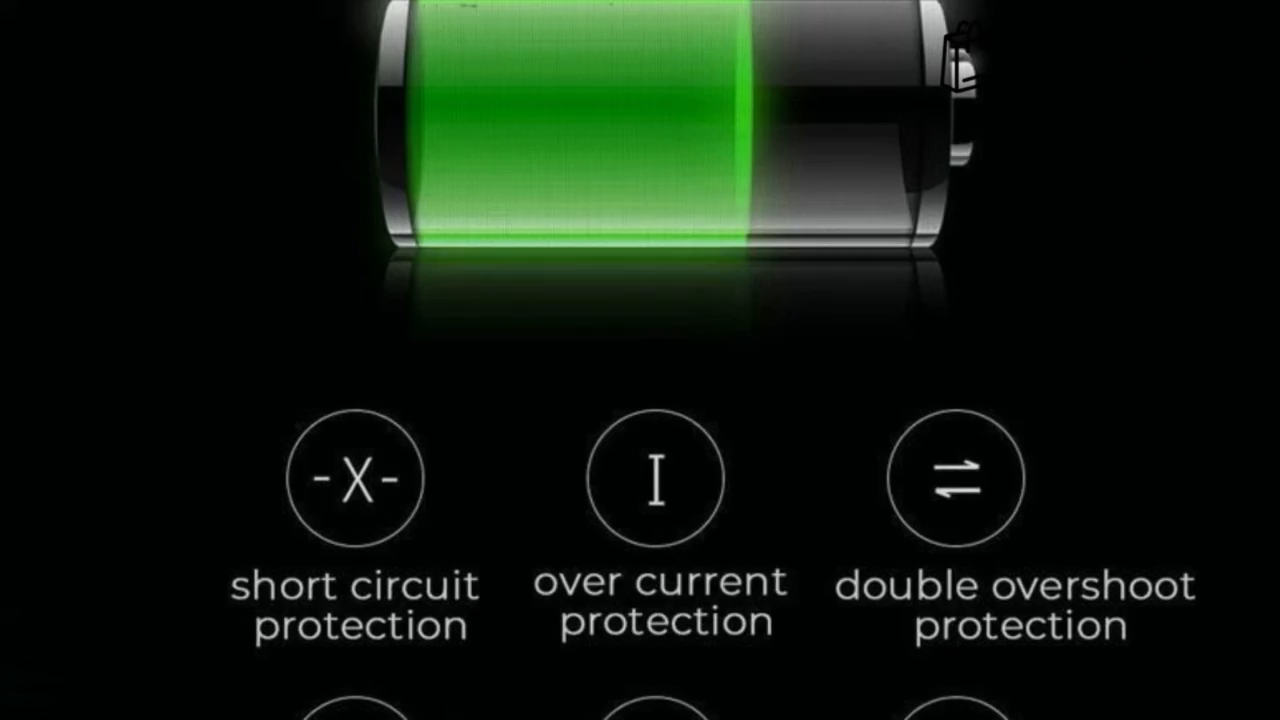 -X-
I
short circuit
protection
over current
protection
double overshoot
protection